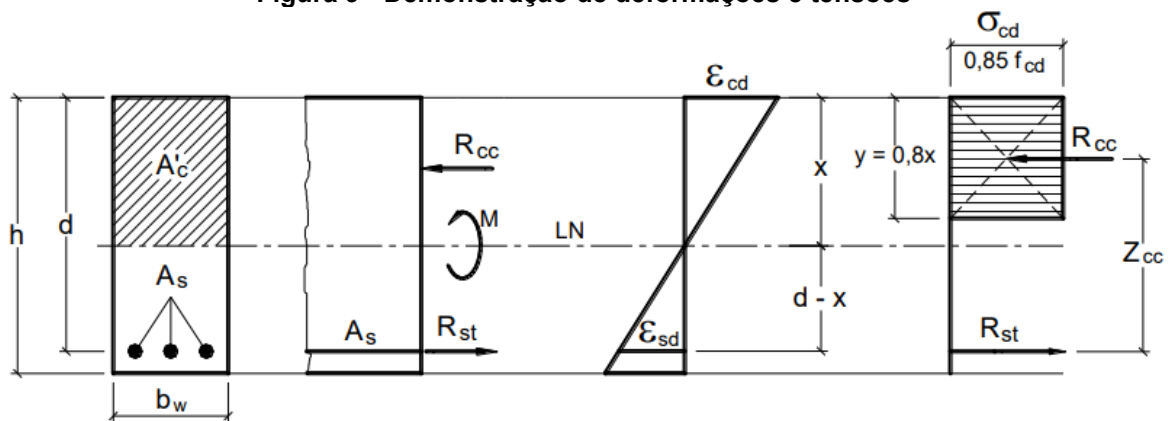 Figura 9 - Demonstração de deformações e tensões
σcd
0,85 fcd
εcd
A'c
Rcc
x
y = 0,8x
Rcc
h
d
M
LN
Zcc
As
d - x
As
Rst
εsd
Rst
bw